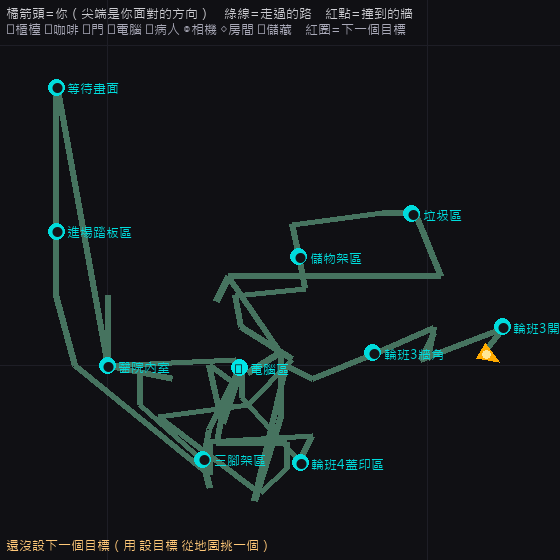 橘箭頭=你（尖端是你面對的方向） 綠線=走過的路 紅點=撞到的牆
櫃檯 咖啡 門 電腦 病人 相機 房間 儲藏 紅圈=下一個目標
等待畫面
垃圾區
進場踏板區
儲物架區
輪班3開
輪班3牆角
醫院內室
電腦區
三腳架區
輪班4蓋印區
還沒設下一個目標（用 設目標 從地圖挑一個）